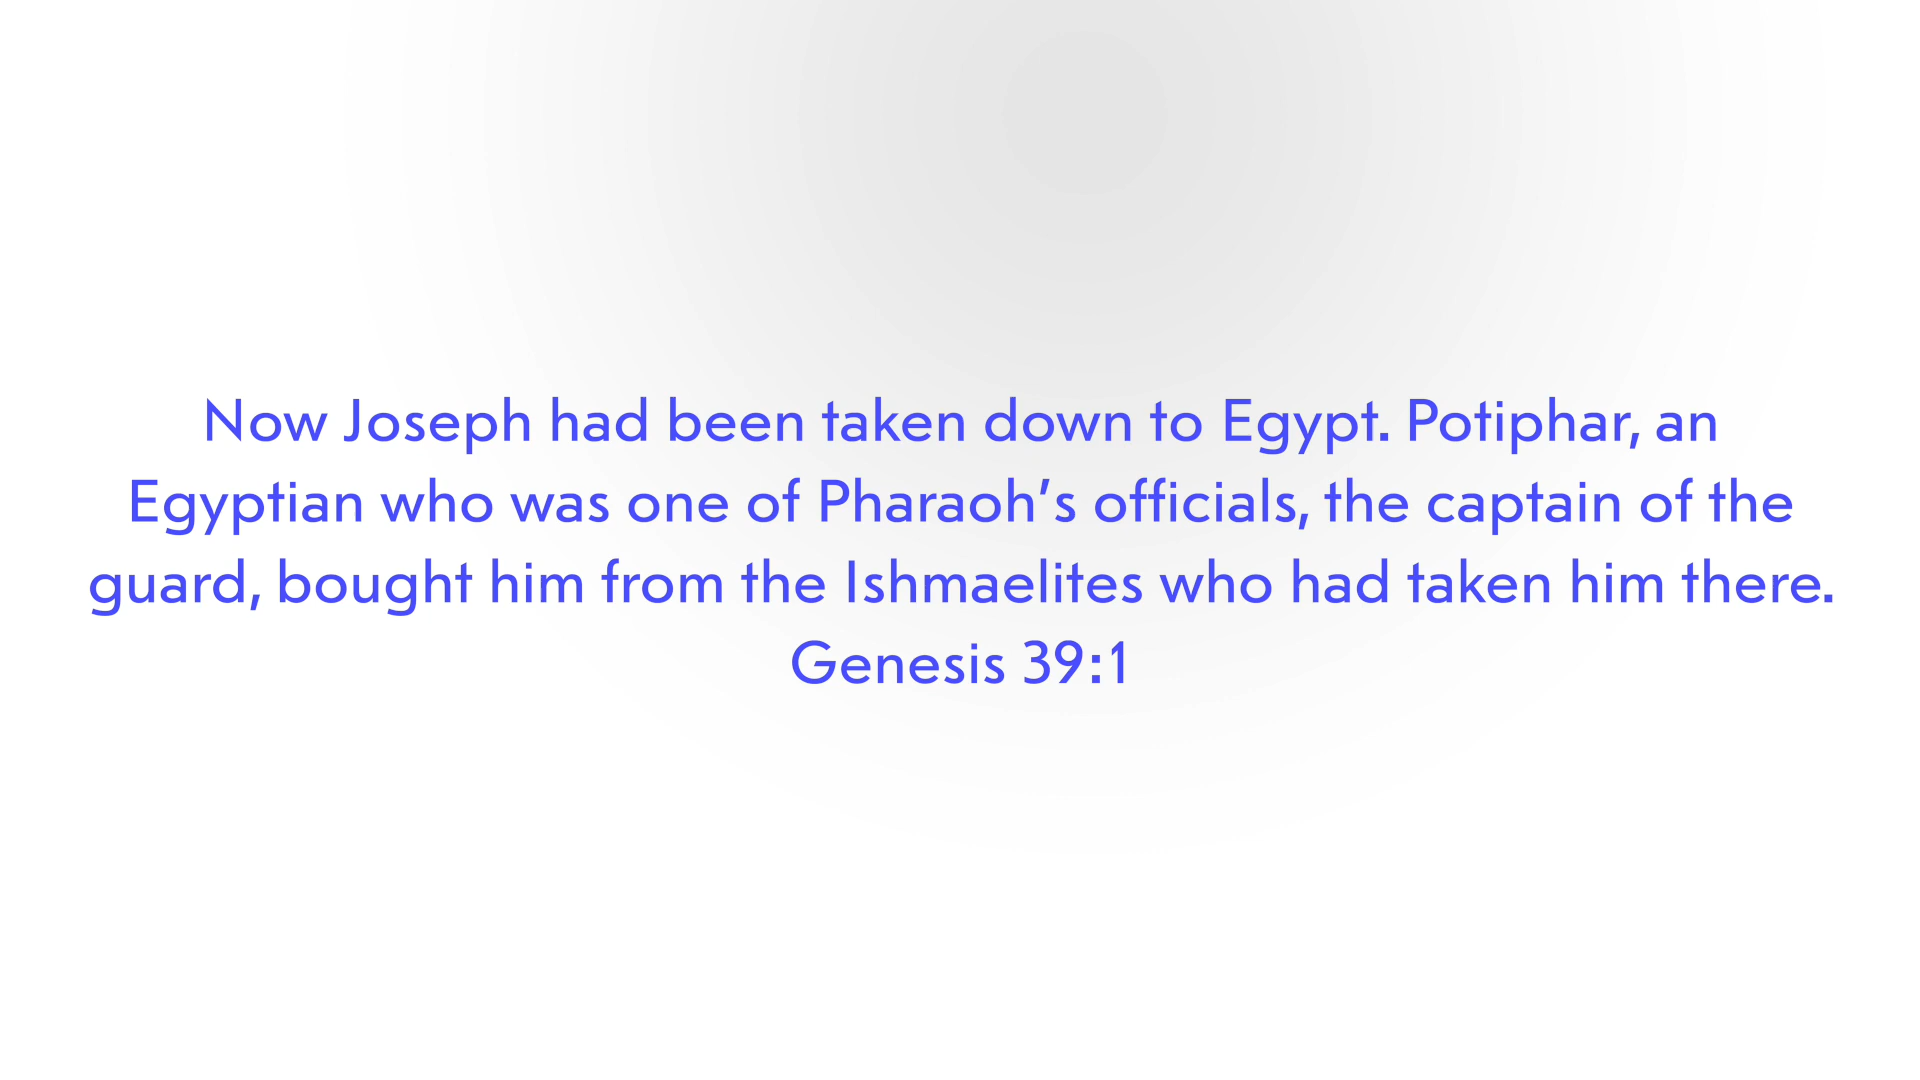 Now Joseph had been taken down to Egypt. Potiphar, an
Egyptian who was one of Pharaoh’s officials, the captain of the
guard, bought him from the Ishmaelites who had taken him there.
Genesis 39:1